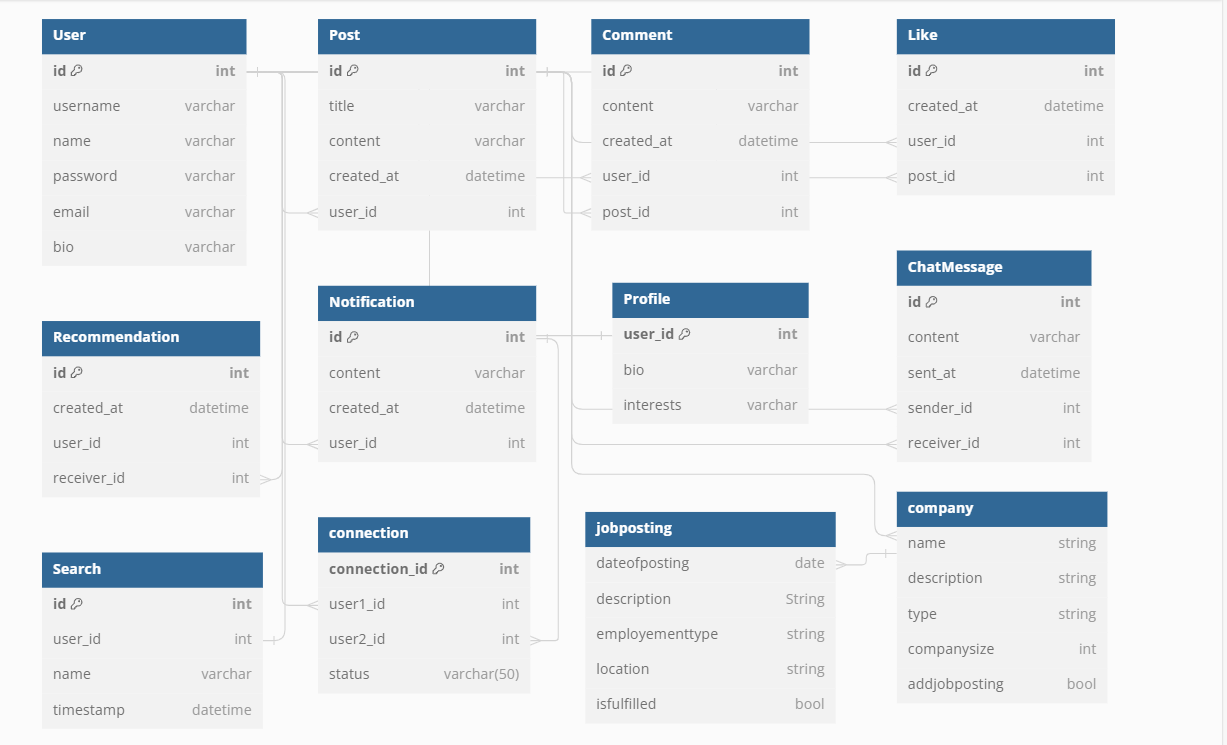 User
id int
username varchar
name varchar
password varchar
email varchar
bio varchar
Post
id int
title varchar
content varchar
created_at datetime
user_id int
Comment
id int
content varchar
created_at datetime
user_id int
post_id int
Like
id int
created_at datetime
user_id int
post_id int
Recommendation
id int
created_at datetime
user_id int
receiver_id int
Notification
id int
content varchar
created_at datetime
user_id int
Profile
user_id int
bio varchar
interests varchar
ChatMessage
id int
content varchar
sent_at datetime
sender_id int
receiver_id int
Search
id int
user_id int
name varchar
timestamp datetime
connection
connection_id int
user1_id int
user2_id int
status varchar(50)
jobposting
dateofposting date
description String
employementtype string
location string
isfulfilled bool
company
name string
description string
type string
companysize int
addjobposting bool